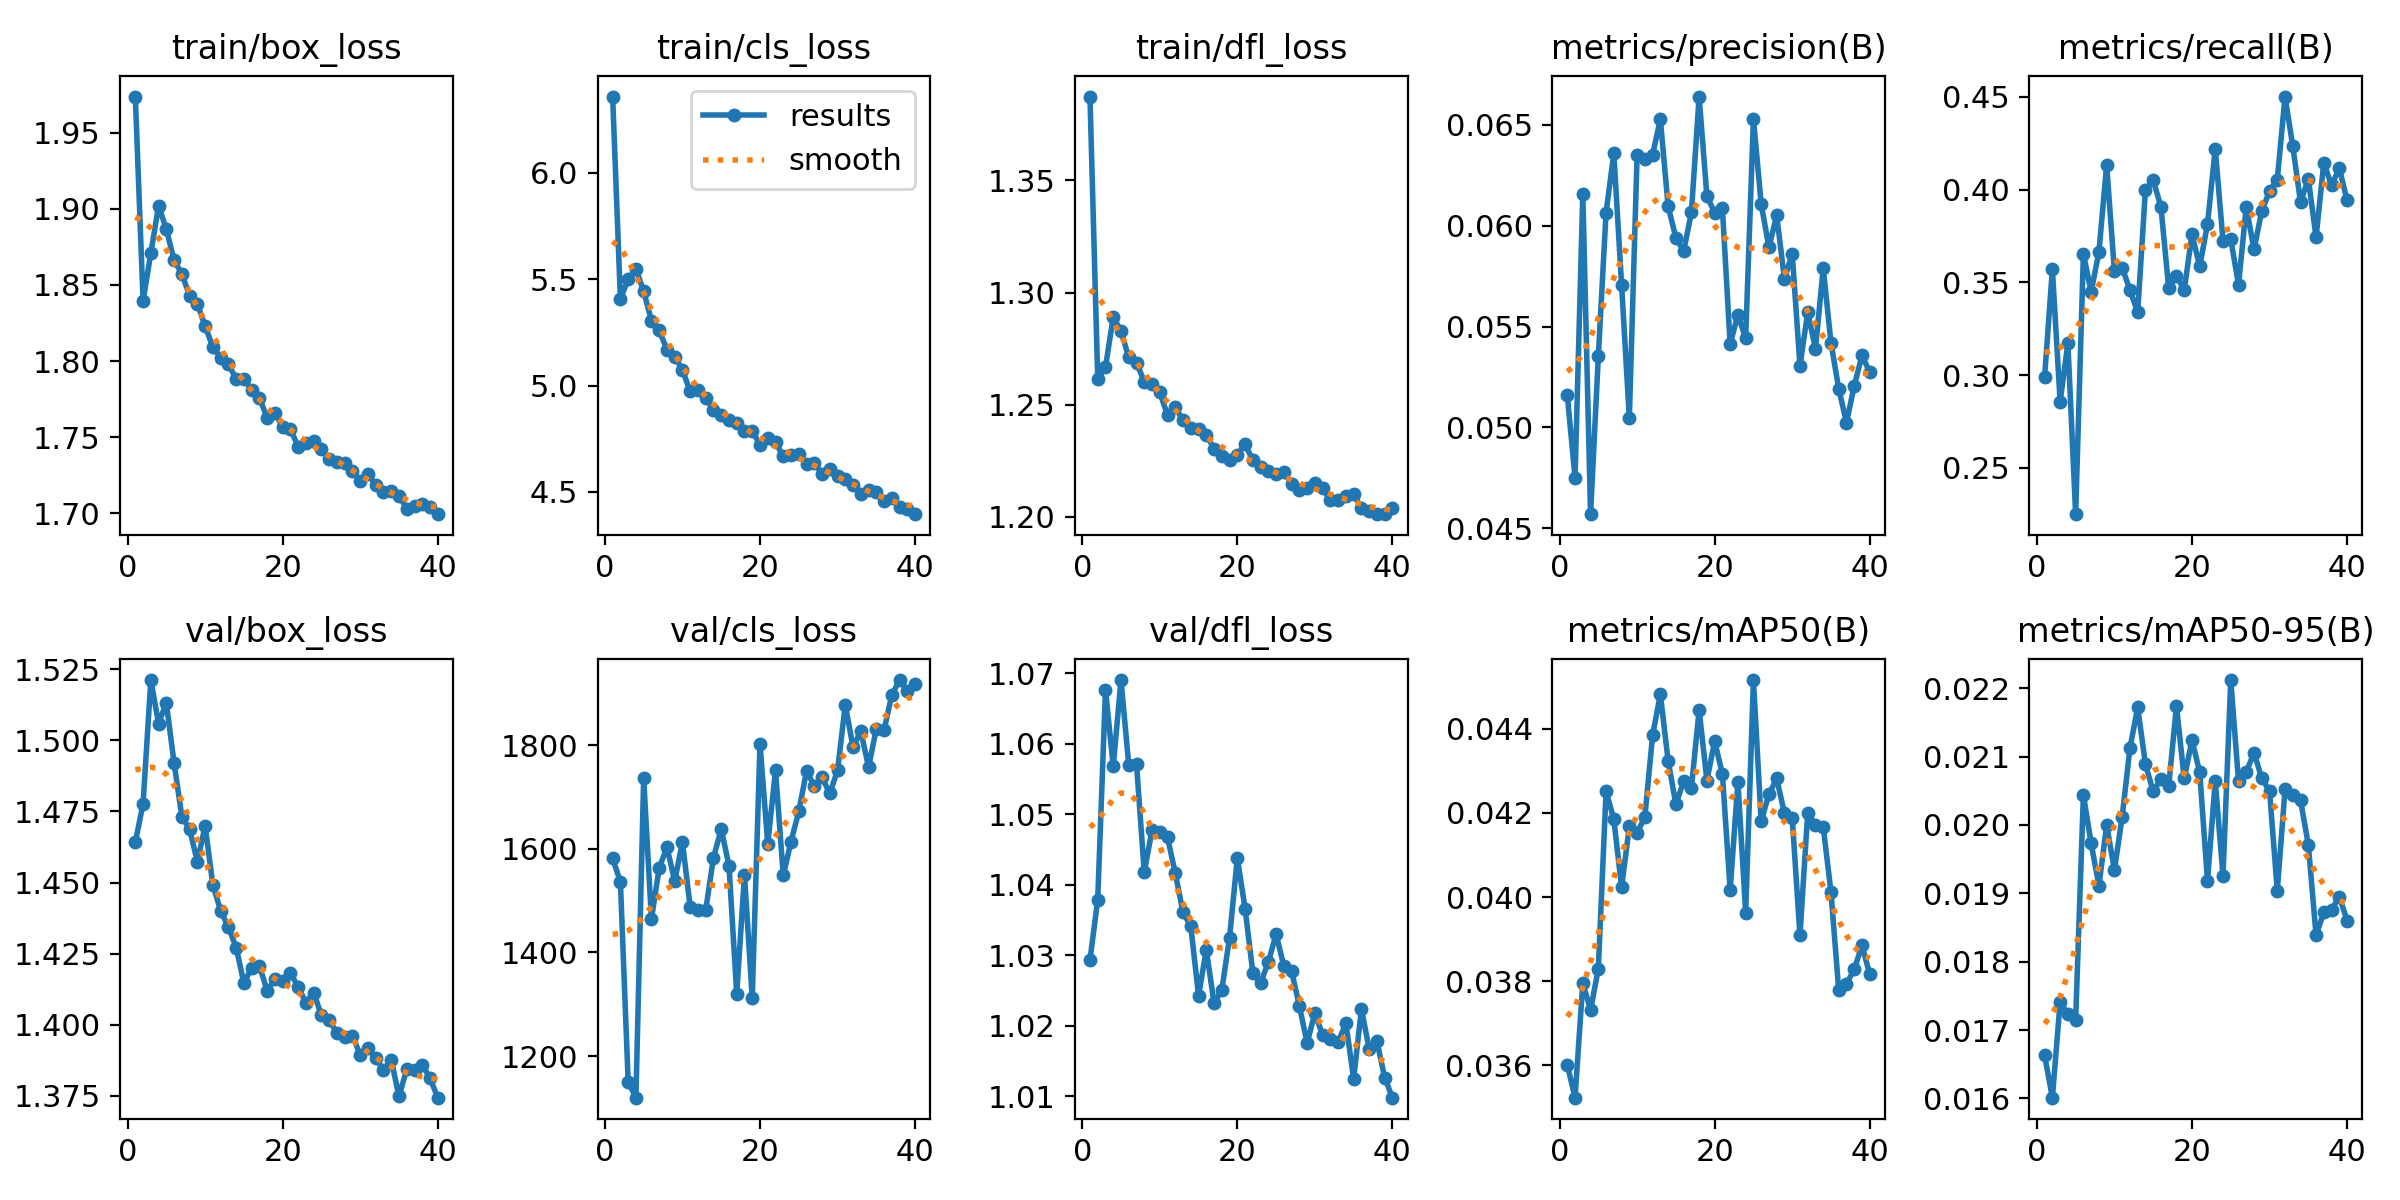 train/box_loss
1.95
1.90
1.85
1.80
1.75
1.70
0 20 40
train/cls_loss
results
smooth
6.0
5.5
5.0
4.5
0 20 40
train/dfl_loss
1.35
1.30
1.25
1.20
0 20 40
metrics/precision(B)
0.065
0.060
0.055
0.050
0.045
0 20 40
metrics/recall(B)
0.45
0.40
0.35
0.30
0.25
0 20 40
val/box_loss
1.525
1.500
1.475
1.450
1.425
1.400
1.375
0 20 40
val/cls_loss
1800
1600
1400
1200
0 20 40
val/dfl_loss
1.07
1.06
1.05
1.04
1.03
1.02
1.01
0 20 40
metrics/mAP50(B)
0.044
0.042
0.040
0.038
0.036
0 20 40
metrics/mAP50-95(B)
0.022
0.021
0.020
0.019
0.018
0.017
0.016
0 20 40